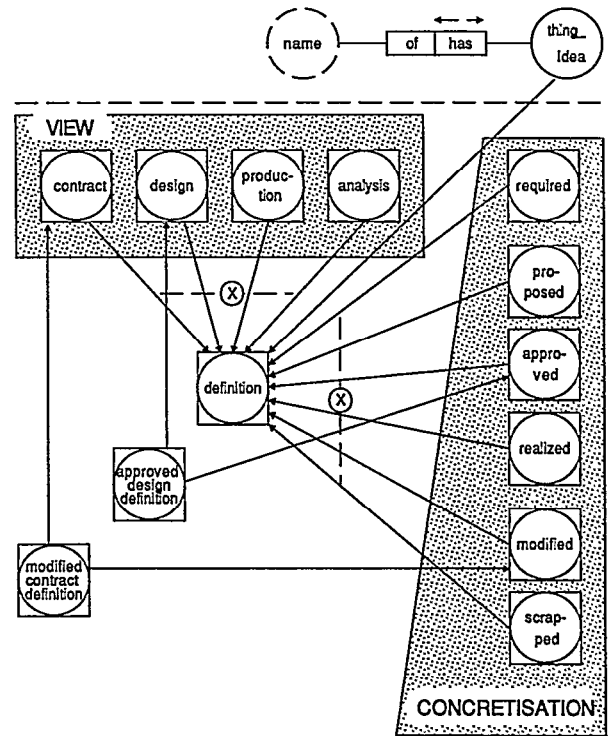 name
of
has
thing_
idea
VIEW
contract
design
produc-
tion
analysis
required
X
pro-
posed
definition
appro-
ved
X
approved
design
definition
realized
modified
contract
definition
modified
scrap-
ped
CONCRETISATION